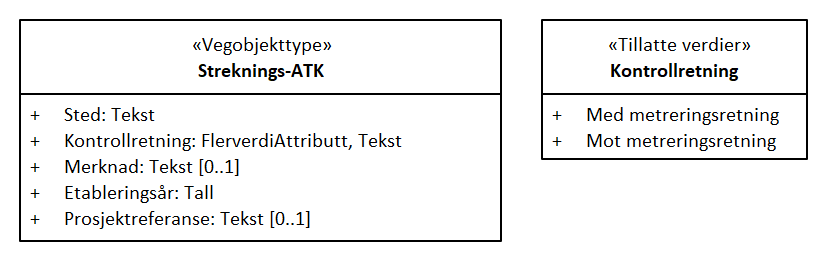 «Vegobjekttype»
Streknings-ATK
+ Sted: Tekst
+ Kontrollretning: FlerverdiAttributt, Tekst
+ Merknad: Tekst [0..1]
+ Etableringsår: Tall
+ Prosjektreferanse: Tekst [0..1]
«Tillatte verdier»
Kontrollretning
+ Med metreringsretning
+ Mot metreringsretning